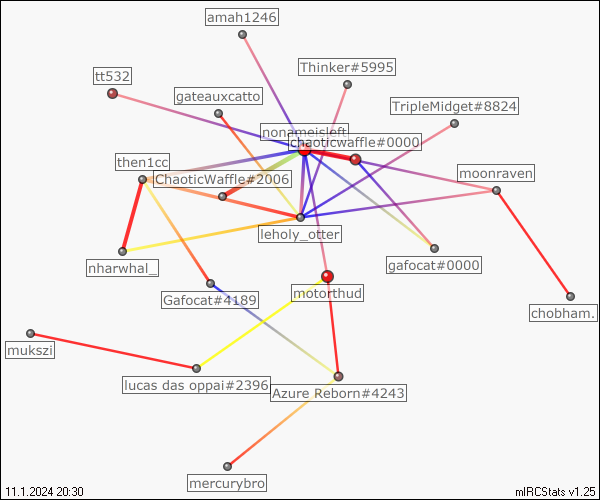 amah1246
Thinker#5995
tt532
gateauxcatto
TripleMidget#8824
nonameisleft
chaoticwaffle#0000
then1cc
moonraven
ChaoticWaffle#2006
leholy_otter
nharwhal_
gafocat#0000
Gafocat#4189
motorthud
chobham.
mukszi
lucas das oppai#2396
Azure Reborn#4243
mercurybro
11.1.2024 20:30
mIRCStats v1.25